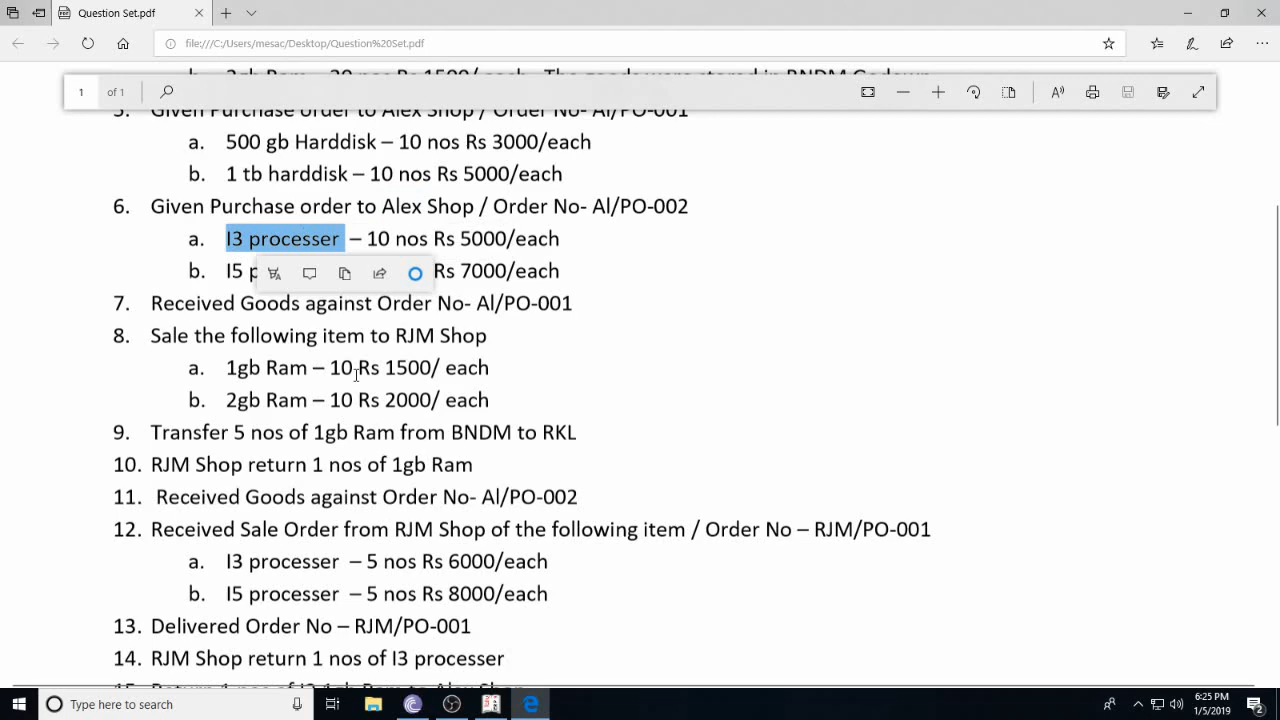 Question Set.pdf
file:///C:/Users/mesac/Desktop/Question%20Set.pdf
1 of 1
5. Given Purchase order to Alex Shop / Order No- Al/PO-001
a. 500 gb Harddisk – 10 nos Rs 3000/each
b. 1 tb harddisk – 10 nos Rs 5000/each
6. Given Purchase order to Alex Shop / Order No- Al/PO-002
a. I3 processer – 10 nos Rs 5000/each
b. I5 Rs 7000/each
7. Received Goods against Order No- Al/PO-001
8. Sale the following item to RJM Shop
a. 1gb Ram – 10 Rs 1500/ each
b. 2gb Ram – 10 Rs 2000/ each
9. Transfer 5 nos of 1gb Ram from BNDM to RKL
10. RJM Shop return 1 nos of 1gb Ram
11. Received Goods against Order No- Al/PO-002
12. Received Sale Order from RJM Shop of the following item / Order No – RJM/PO-001
a. I3 processer – 5 nos Rs 6000/each
b. I5 processer – 5 nos Rs 8000/each
13. Delivered Order No – RJM/PO-001
14. RJM Shop return 1 nos of I3 processer
Type here to search
6:25 PM
1/5/2019
2